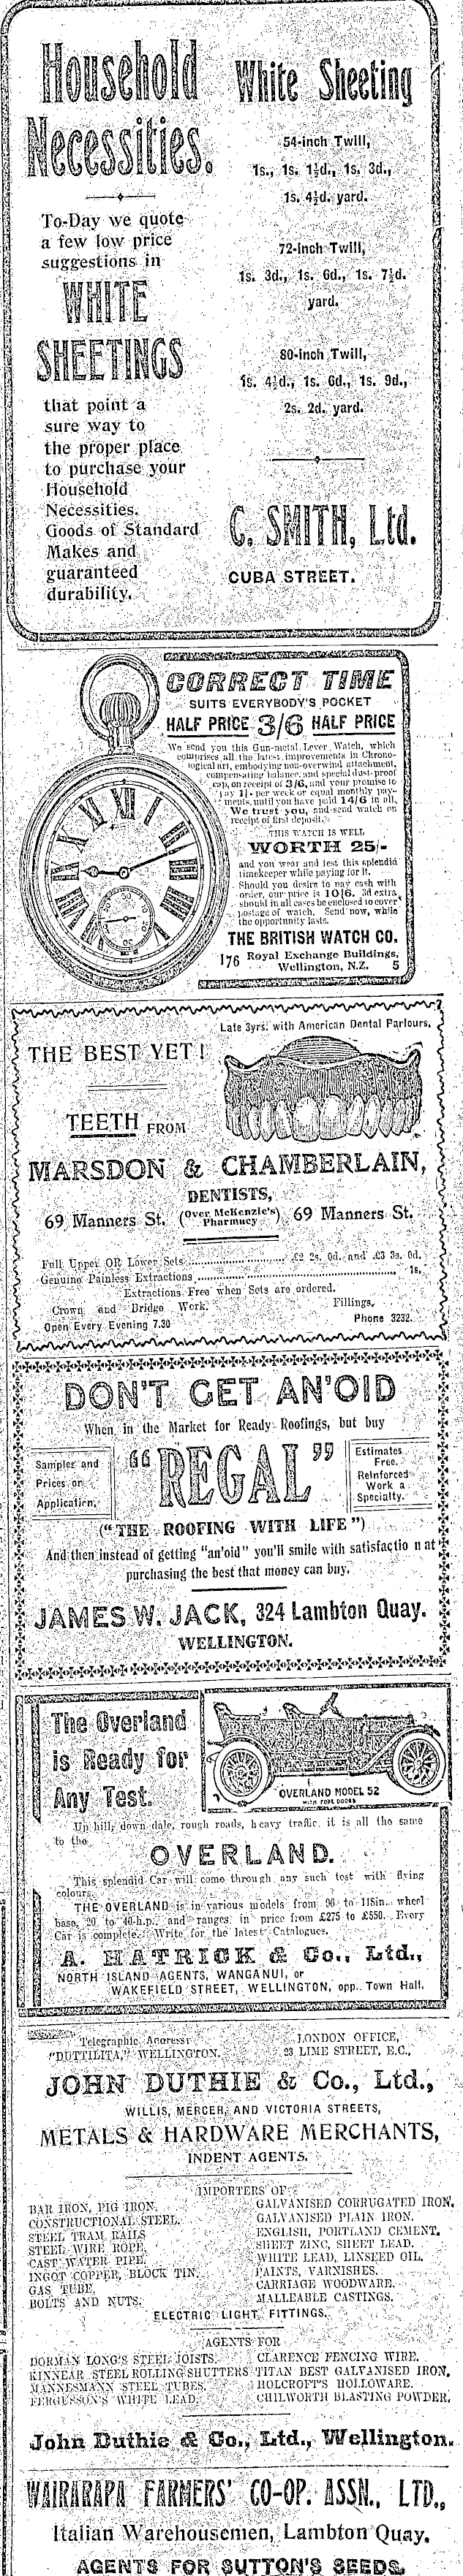 Household
Necessities.
To-Day we quote
a few low price
suggestions in
WHITE
SHEETINGS
that point a
sure way to
the proper place
to purchase your
Household
Necessities.
Goods of Standard
Makes and
guaranteed
durability.
White Sheeting
54-inch Twill,
1s., 1s. 1½d., 1s. 3d.,
1s. 4½d. yard.
72-inch Twill,
1s. 3d., 1s. 6d., 1s. 7½d.
yard.
80-inch Twill,
1s. 4½d., 1s. 6d., 1s. 9d.,
2s. 2d. yard.
C. SMITH, Ltd.
CUBA STREET.
CORRECT TIME
SUITS EVERYBODY'S POCKET
HALF PRICE 3/6 HALF PRICE
We send you this Gun-metal Lever Watch, which
comprises all the latest improvements in Chrono-
logical art, embodying non-overwind attachment,
compensating balance, and special dust-proof
cap, on receipt of 3/6, and your promise to
pay 1/- per week or equal monthly pay-
ments, until you have paid 14/6 in all.
We trust you, and send watch on
receipt of first deposit.
THIS WATCH IS WELL
WORTH 25/-
and you wear and test this splendid
timekeeper while paying for it.
Should you desire to pay cash with
order, our price is 10/6. 3d extra
should in all cases be enclosed to cover
postage of watch. Send now, while
the opportunity lasts.
THE BRITISH WATCH CO.
176 Royal Exchange Buildings,
Wellington, N.Z. 5
Late 3yrs. with American Dental Parlours.
THE BEST YET!
TEETH FROM
MARSDON & CHAMBERLAIN,
DENTISTS,
69 Manners St. (Over McKenzie's Pharmacy) 69 Manners St.
Full Upper OR Lower Sets .................. £2 2s. 0d. and £3 3s. 0d.
Genuine Painless Extractions .................. 1s.
Extractions Free when Sets are ordered.
Crown and Bridge Work. Fillings,
Open Every Evening 7.30 Phone 3232.
DON'T GET AN'OID
When in the Market for Ready Roofings, but buy
Samples and
Prices on
Application.
"REGAL"
Estimates
Free.
Reinforced
Work a
Specialty.
("THE ROOFING WITH LIFE")
And then instead of getting "an'oid" you'll smile with satisfactio n at
purchasing the best that money can buy.
JAMES W. JACK, 324 Lambton Quay.
WELLINGTON.
The Overland
is Ready for
Any Test.
OVERLAND MODEL 52
WITH FORE DOORS
Up hill, down dale, rough roads, heavy traffic, it is all the same
to the
OVERLAND.
This splendid Car will come through any such test with flying
colours.
THE OVERLAND is in various models from 96 to 118in. wheel
base, 20 to 40-h.p., and ranges in price from £275 to £550. Every
Car is complete. Write for the latest Catalogues.
A. HATRICK & Co., Ltd.,
NORTH ISLAND AGENTS, WANGANUI, or
WAKEFIELD STREET, WELLINGTON, opp. Town Hall.
Telegraphic Address:
"DUTTILITA," WELLINGTON.
LONDON OFFICE,
23 LIME STREET, E.C.,
JOHN DUTHIE & Co., Ltd.,
WILLIS, MERCER, AND VICTORIA STREETS,
METALS & HARDWARE MERCHANTS,
INDENT AGENTS.
IMPORTERS OF
BAR IRON, PIG IRON.
CONSTRUCTIONAL STEEL.
STEEL TRAM RAILS
STEEL WIRE ROPE.
CAST WATER PIPE.
INGOT COPPER, BLOCK TIN.
GAS TUBE,
BOLTS AND NUTS.
GALVANISED CORRUGATED IRON.
GALVANISED PLAIN IRON.
ENGLISH, PORTLAND CEMENT.
SHEET ZINC, SHEET LEAD.
WHITE LEAD, LINSEED OIL.
PAINTS, VARNISHES.
CARRIAGE WOODWARE.
MALLEABLE CASTINGS.
ELECTRIC LIGHT FITTINGS.
AGENTS FOR
DORMAN LONG'S STEEL JOISTS.
KINNEAR STEEL ROLLING SHUTTERS
MANNESMANN STEEL TUBES.
FERGUSSON'S WHITE LEAD.
CLARENCE FENCING WIRE.
TITAN BEST GALVANISED IRON.
HOLCROFT'S HOLLOWARE.
CHILWORTH BLASTING POWDER.
John Duthie & Co., Ltd., Wellington.
WAIRARAPA FARMERS' CO-OP. ASSN., LTD.,
Italian Warehousemen, Lambton Quay.
AGENTS FOR SUTTON'S SEEDS.